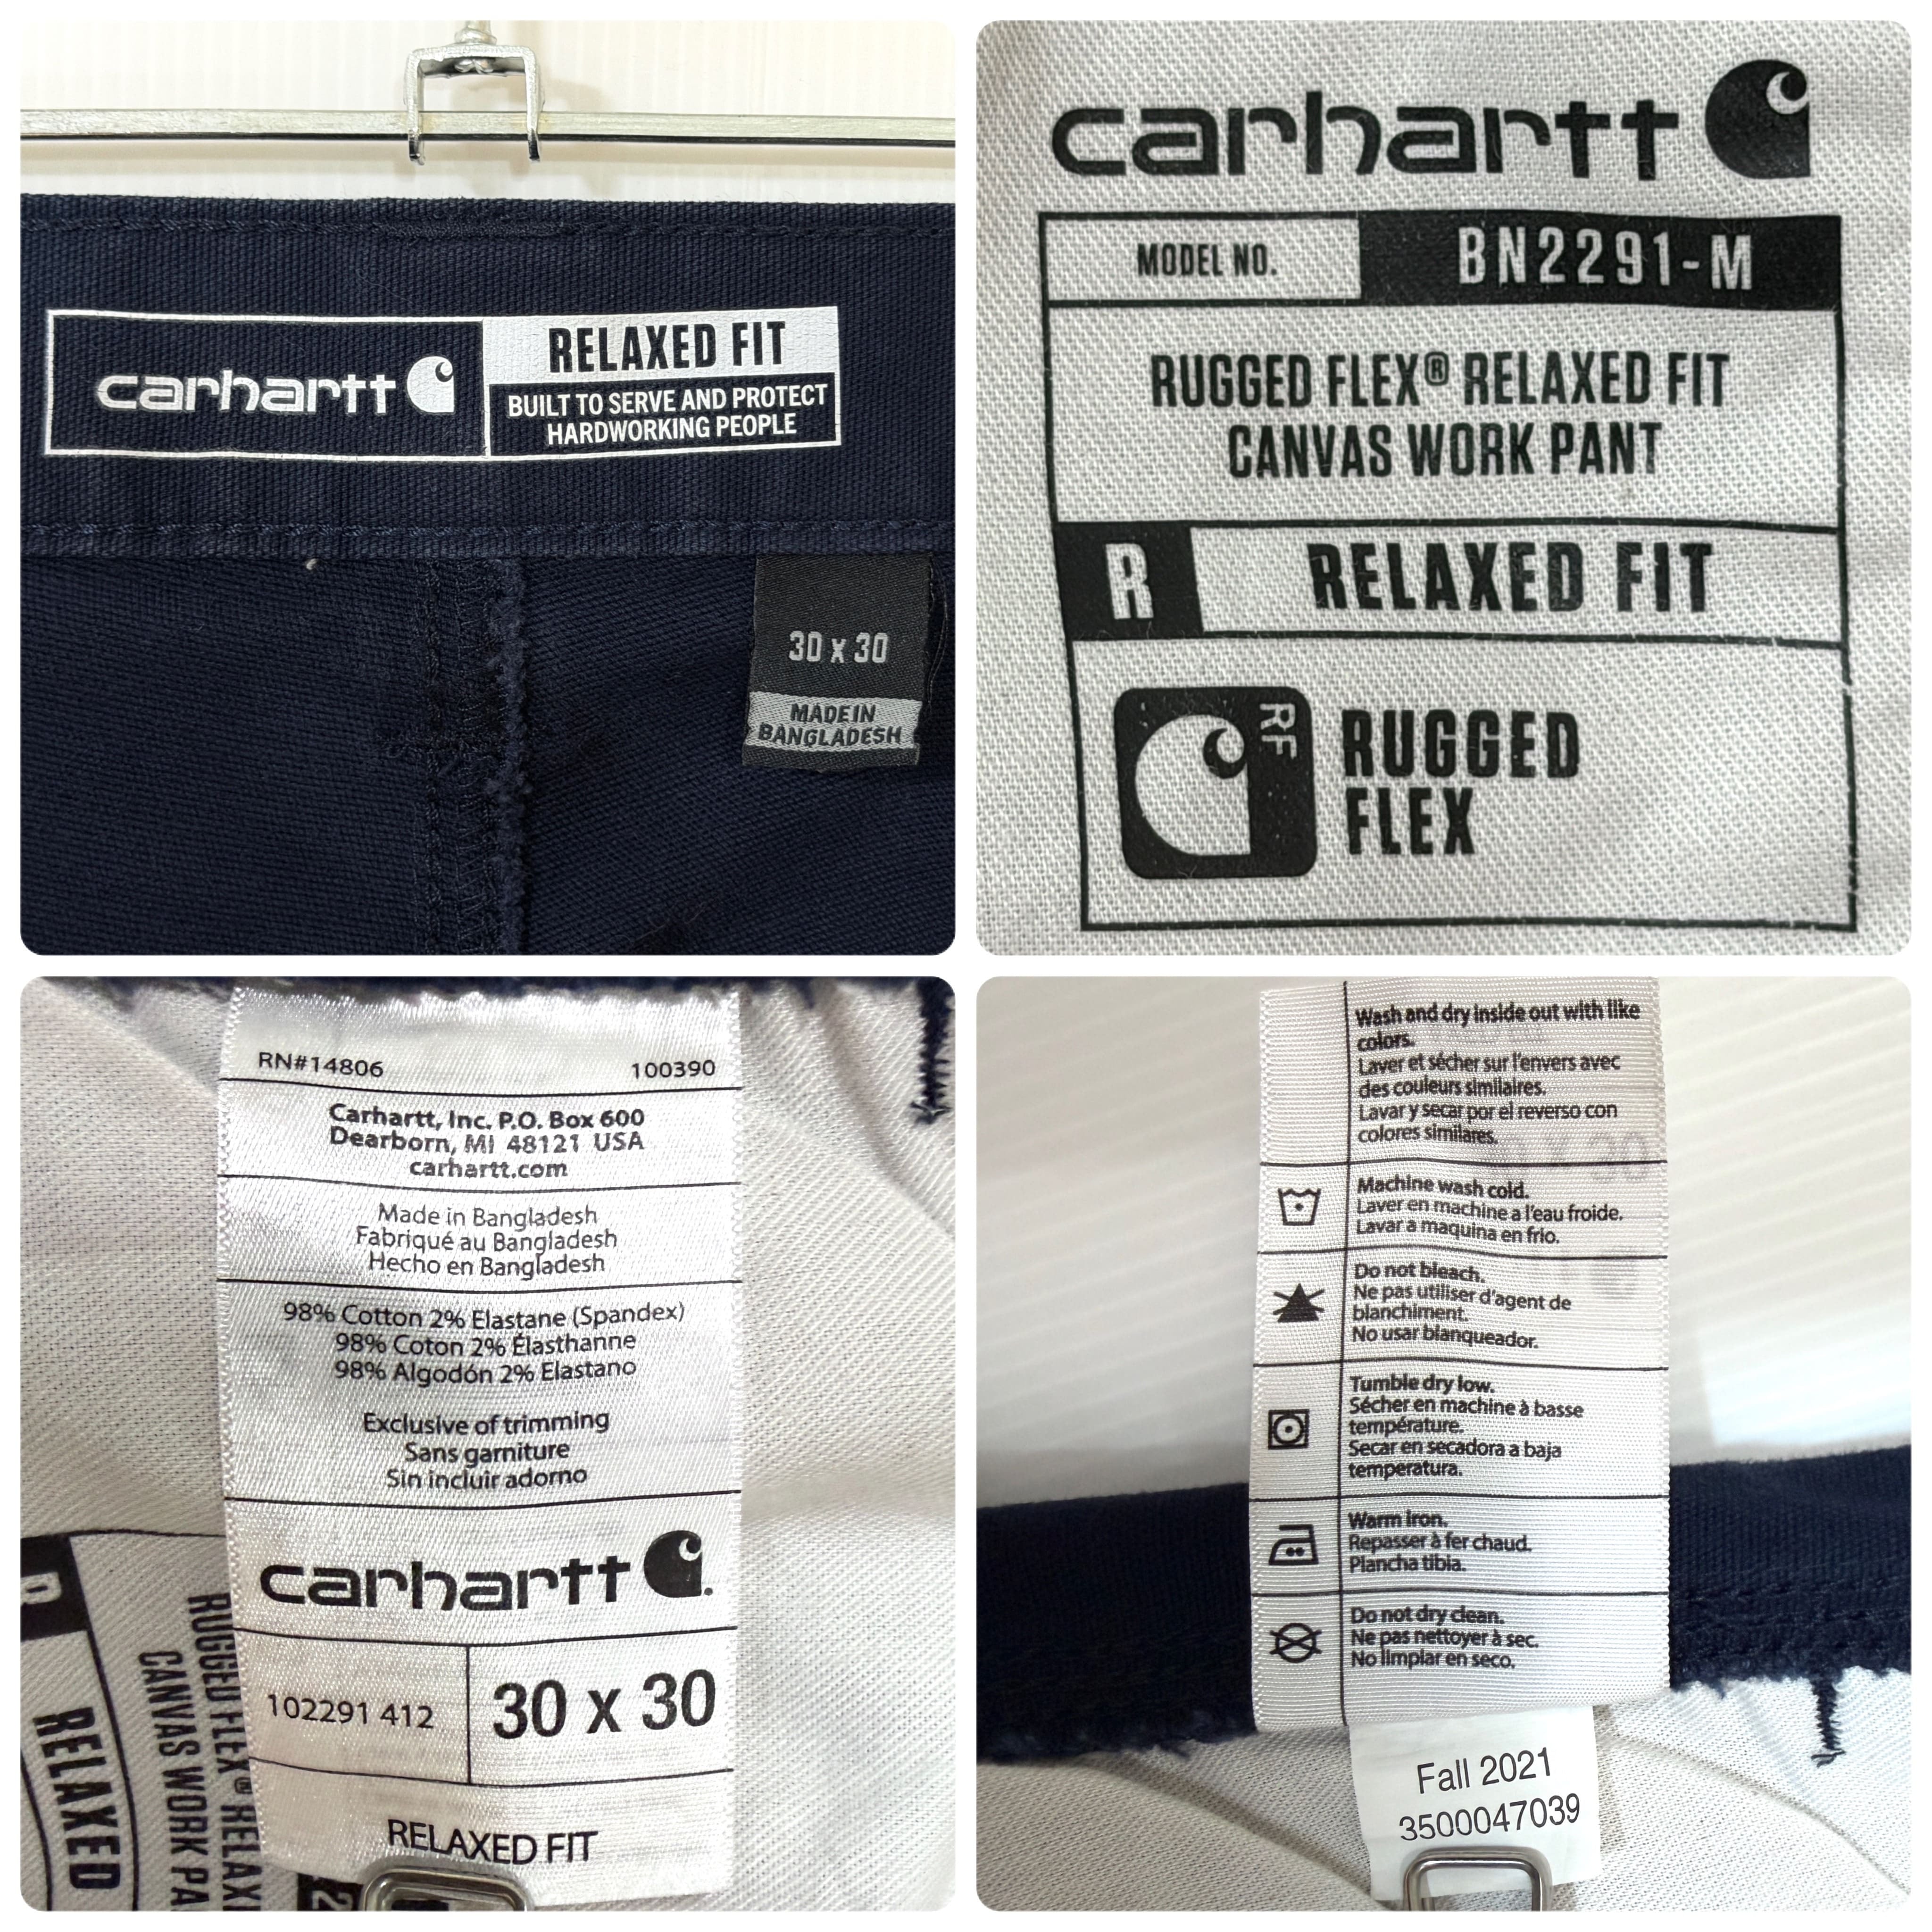 carhartt
RELAXED FIT
BUILT TO SERVE AND PROTECT
HARDWORKING PEOPLE
30 x 30
MADE IN
BANGLADESH
carhartt
MODEL NO.
BN2291-M
RUGGED FLEX® RELAXED FIT
CANVAS WORK PANT
R
RELAXED FIT
RF
RUGGED
FLEX
RN#14806
100390
Carhartt, Inc. P.O. Box 600
Dearborn, MI 48121 USA
carhartt.com
Made in Bangladesh
Fabriqué au Bangladesh
Hecho en Bangladesh
98% Cotton 2% Elastane (Spandex)
98% Coton 2% Élasthanne
98% Algodón 2% Elastano
Exclusive of trimming
Sans garniture
Sin incluir adorno
carhartt
102291 412
30 x 30
RELAXED FIT
RUGGED FLEX® RELAX
CANVAS WORK PA
R
RELAXED
2
Wash and dry inside out with like
colors.
Laver et sécher sur l'envers avec
des couleurs similaires.
Lavar y secar por el reverso con
colores similares.
Machine wash cold.
Laver en machine a l'eau froide.
Lavar a maquina en frio.
Do not bleach.
Ne pas utiliser d'agent de
blanchiment.
No usar blanqueador.
Tumble dry low.
Sécher en machine à basse
température.
Secar en secadora a baja
temperatura.
Warm iron.
Repasser à fer chaud.
Plancha tibia.
Do not dry clean.
Ne pas nettoyer à sec.
No limpiar en seco.
Fall 2021
3500047039